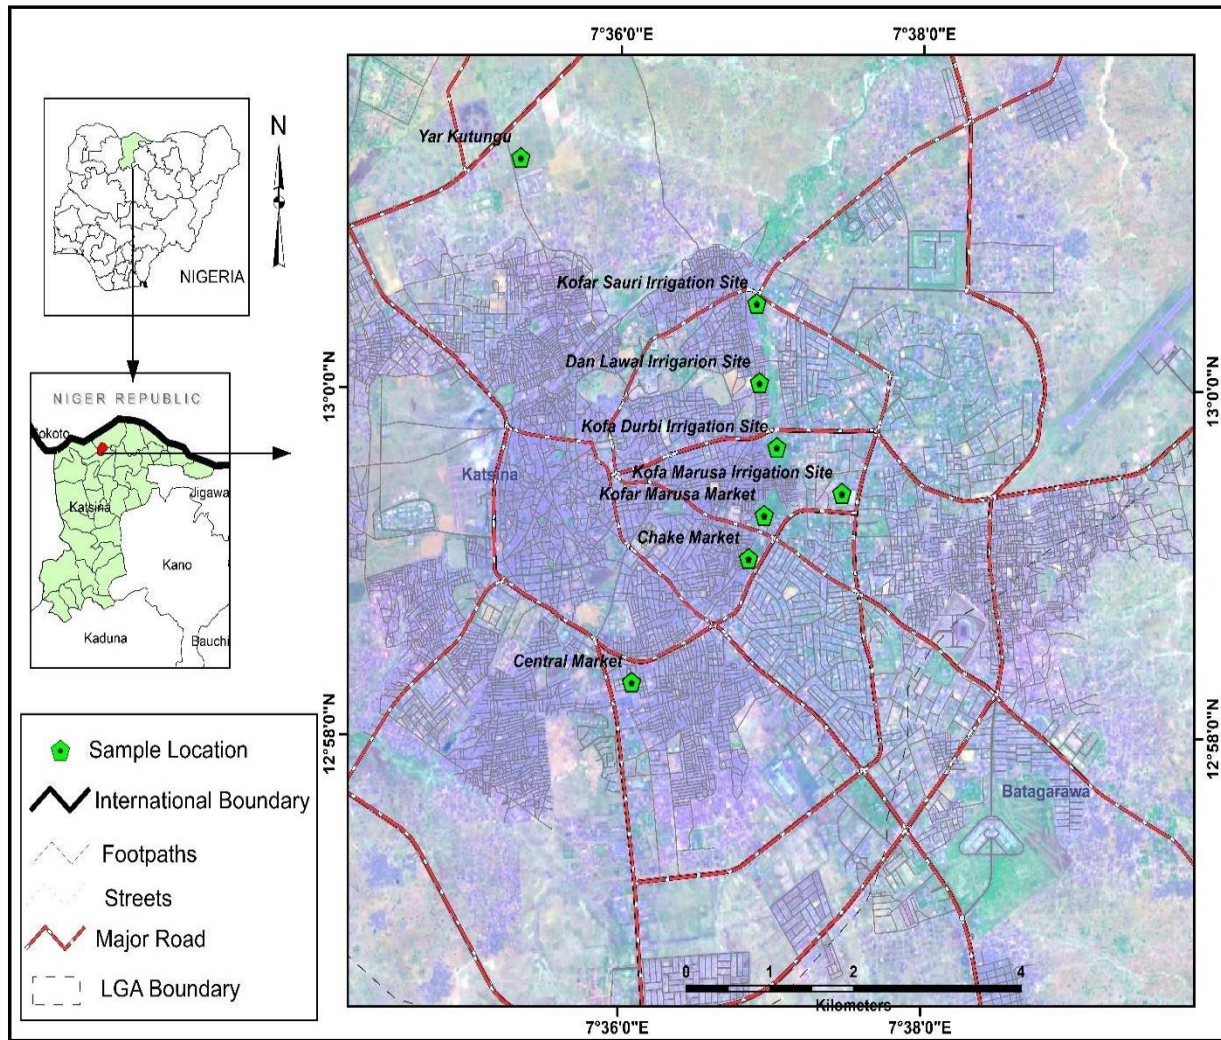 7°36'0"E
7°38'0"E
N
NIGERIA
NIGER REPUBLIC
okoto
Katsina
Jigawa
Kano
Kaduna
Bauchi
Sample Location
International Boundary
Footpaths
Streets
Major Road
LGA Boundary
13°0'0"N
12°58'0"N
Yar Kutungu
Kofar Sauri Irrigation Site
Dan Lawal Irrigarion Site
Kofa Durbi Irrigation Site
Katsina
Kofa Marusa Irrigation Site
Kofar Marusa Market
Chake Market
Central Market
Batagarawa
0 1 2 4
Kilometers
13°0'0"N
12°58'0"N
7°36'0"E
7°38'0"E